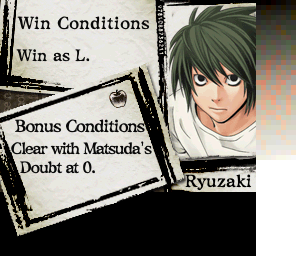 Win Conditions
Win as L.
Bonus Conditions
Clear with Matsuda's
Doubt at 0.
Ryuzaki